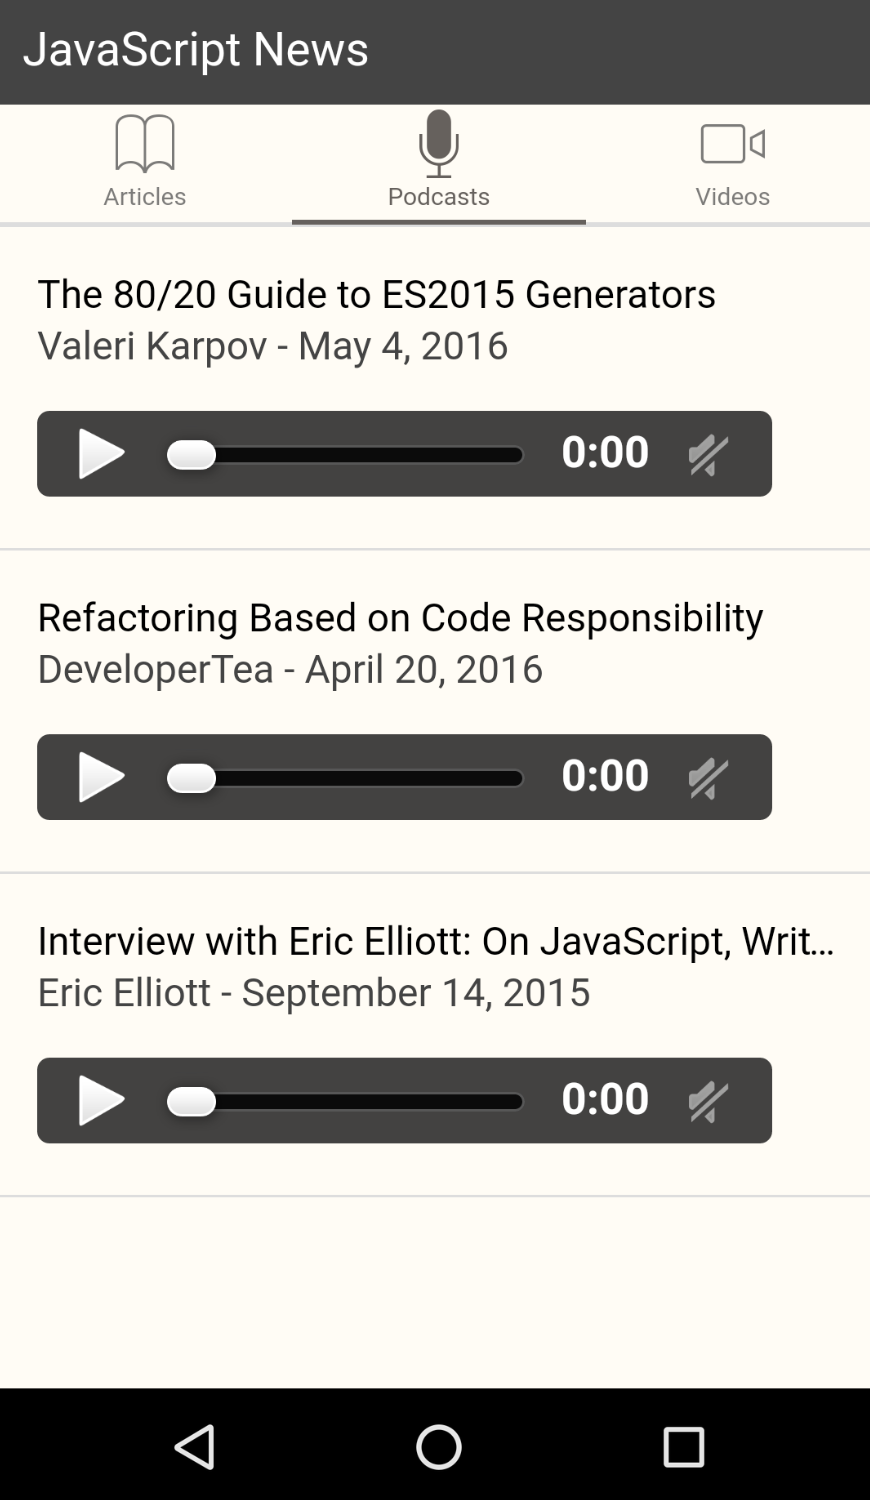 JavaScript News
Articles
Podcasts
Videos
The 80/20 Guide to ES2015 Generators
Valeri Karpov - May 4, 2016
0:00
Refactoring Based on Code Responsibility
DeveloperTea - April 20, 2016
0:00
Interview with Eric Elliott: On JavaScript, Writ...
Eric Elliott - September 14, 2015
0:00